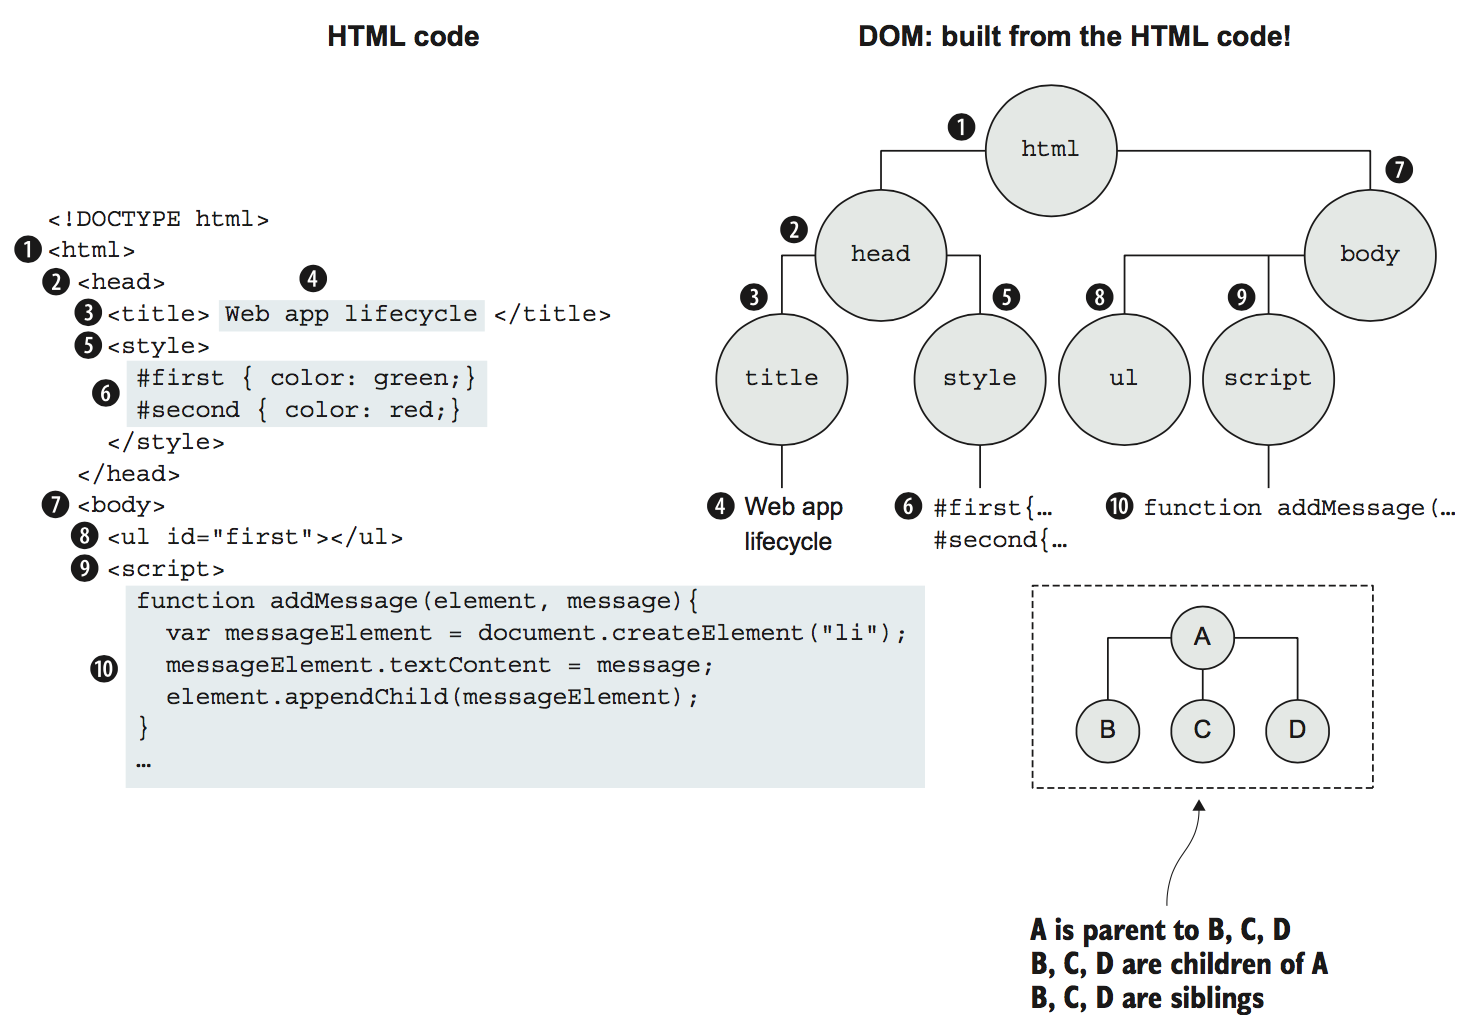 HTML code
<!DOCTYPE html>
1 <html>
2 <head>
4
3 <title> Web app lifecycle </title>
5 <style>
#first { color: green;}
6
#second { color: red;}
</style>
</head>
7 <body>
8 <ul id="first"></ul>
9 <script>
function addMessage(element, message){
var messageElement = document.createElement("li");
10 messageElement.textContent = message;
element.appendChild(messageElement);
}
…
DOM: built from the HTML code!
1 html
7
2 head
body
3 5 8 9
title style ul script
4 Web app
lifecycle
6 #first{…
#second{…
10 function addMessage(…
A
B C D
A is parent to B, C, D
B, C, D are children of A
B, C, D are siblings